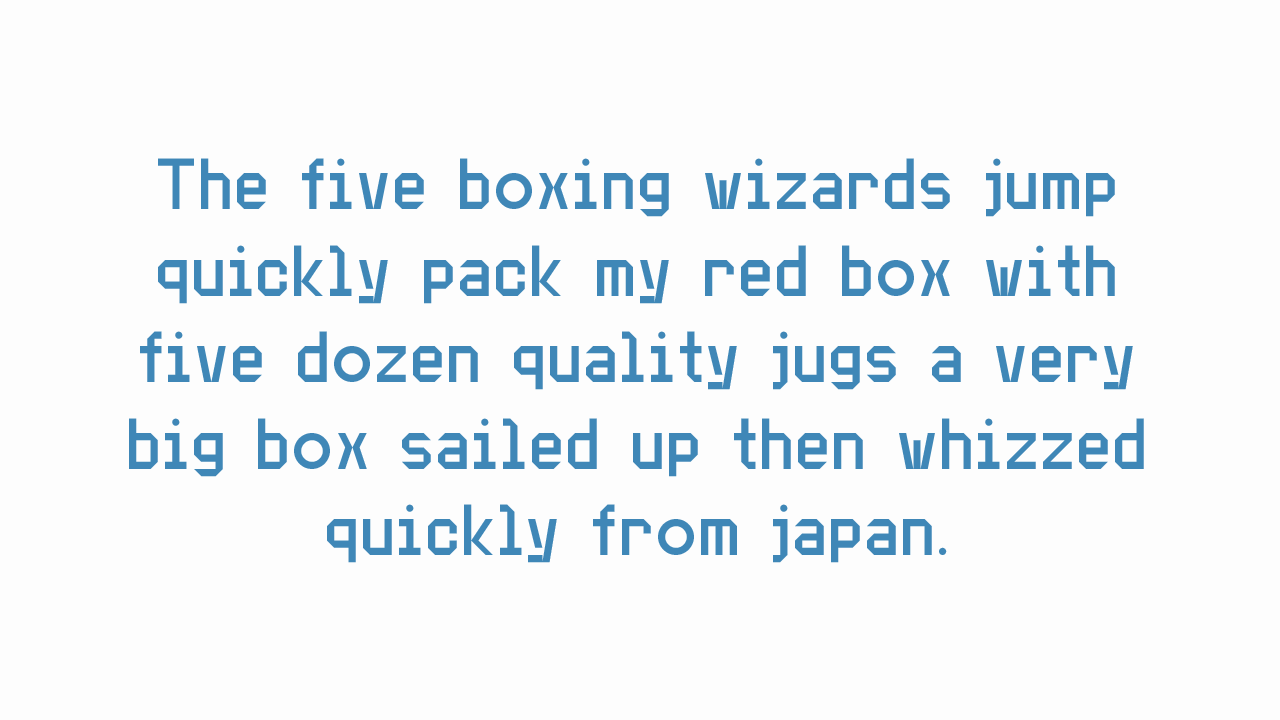 The five boxing wizards jump
quickly pack my red box with
five dozen quality jugs a very
big box sailed up then whizzed
quickly from japan.